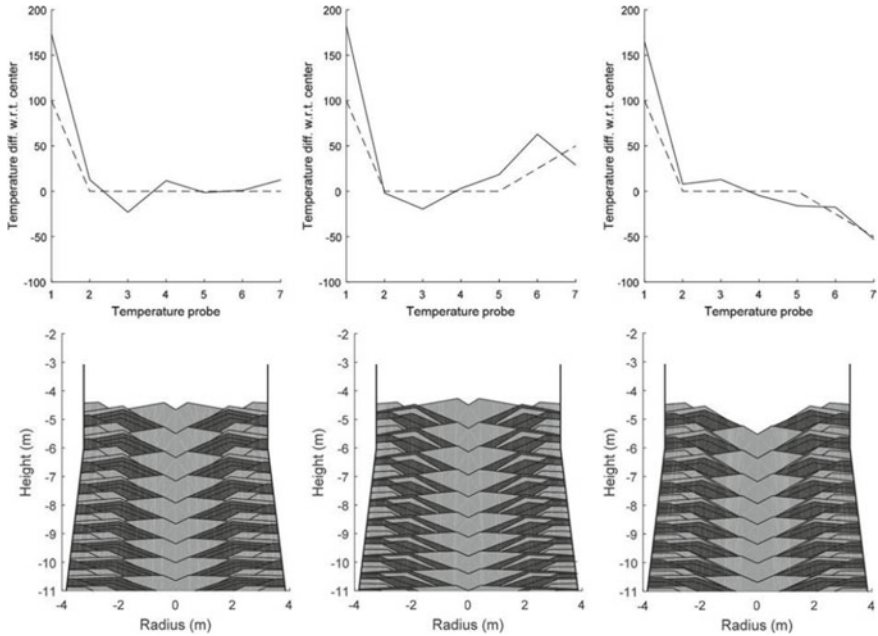 200
150
100
50
0
-50
-100
Temperature diff. w.r.t. center
1 2 3 4 5 6 7
Temperature probe
200
150
100
50
0
-50
-100
Temperature diff. w.r.t. center
1 2 3 4 5 6 7
Temperature probe
200
150
100
50
0
-50
-100
Temperature diff. w.r.t. center
1 2 3 4 5 6 7
Temperature probe
-2
-3
-4
-5
-6
-7
-8
-9
-10
-11
Height (m)
-4 -2 0 2 4
Radius (m)
-2
-3
-4
-5
-6
-7
-8
-9
-10
-11
Height (m)
-4 -2 0 2 4
Radius (m)
-2
-3
-4
-5
-6
-7
-8
-9
-10
-11
Height (m)
-4 -2 0 2 4
Radius (m)